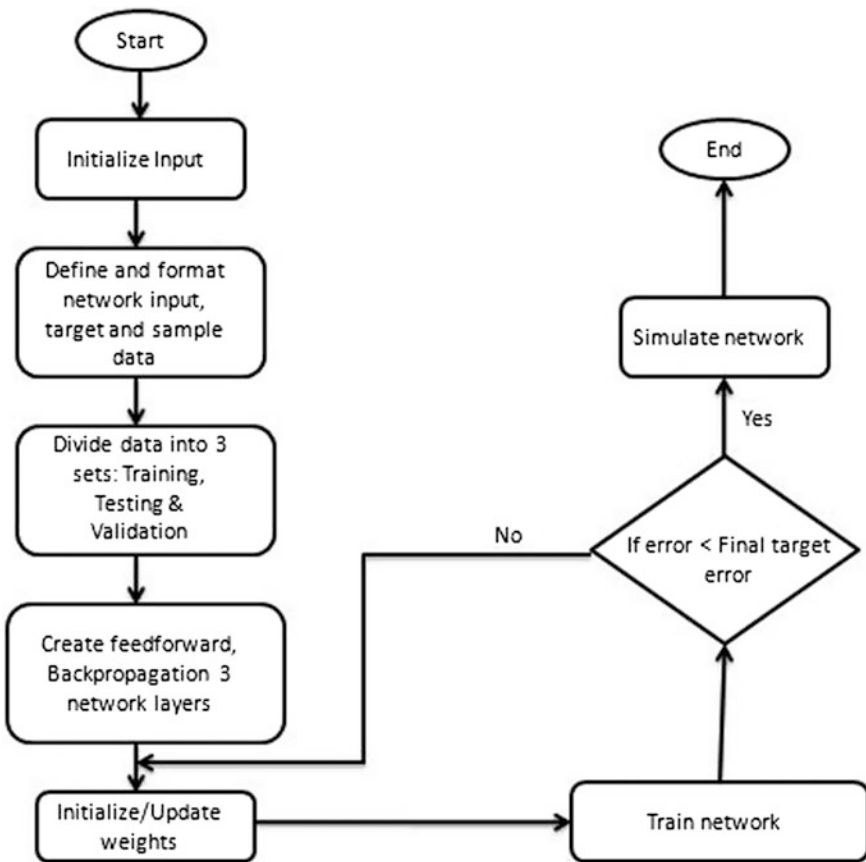 Start
Initialize Input
Define and format
network input,
target and sample
data
Divide data into 3
sets: Training,
Testing &
Validation
Create feedforward,
Backpropagation 3
network layers
Initialize/Update
weights
Train network
If error < Final target
error
No
Yes
Simulate network
End